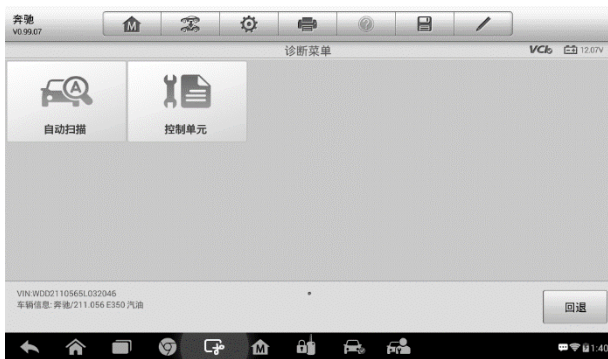 奔驰
V0.99.07
诊断菜单
VCI
12.07V
自动扫描
控制单元
VIN:WDD2110565L032046
车辆信息: 奔驰/211.056 E350 汽油
回退
1:40